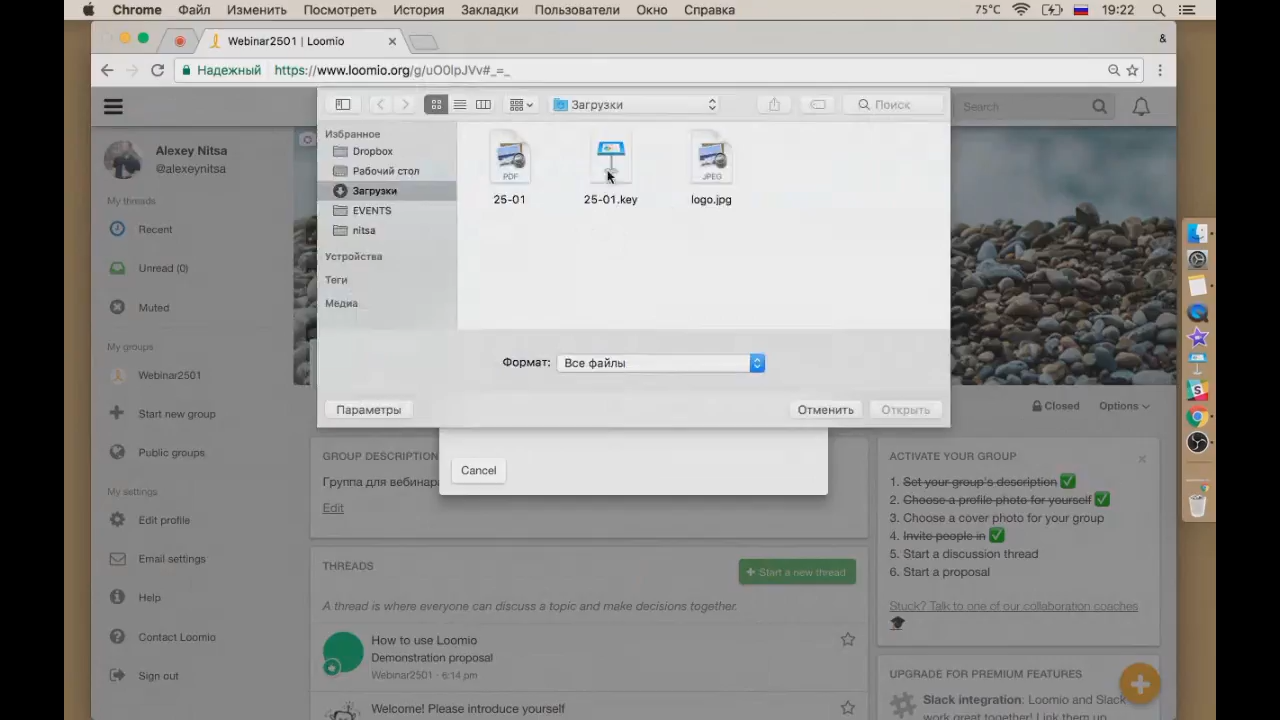 Chrome Файл Изменить Посмотреть История Закладки Пользователи Окно Справка 75°C 19:22
Webinar2501 | Loomio
&
Надежный https://www.loomio.org/g/uO0lpJVv#_=_
Загрузки Поиск Search
Избранное
Dropbox
Рабочий стол
Загрузки
EVENTS
nitsa
Устройства
Теги
Медиа
PDF JPEG
25-01 25-01.key logo.jpg
Формат: Все файлы
Параметры Отменить Открыть
Cancel
Alexey Nitsa
@alexeynitsa
My threads
Recent
Unread (0)
Muted
My groups
Webinar2501
Start new group
Public groups
My settings
Edit profile
Email settings
Help
Contact Loomio
Sign out
Closed Options
GROUP DESCRIPTION
Группа для вебинара
Edit
THREADS
+ Start a new thread
A thread is where everyone can discuss a topic and make decisions together.
How to use Loomio
Demonstration proposal
Webinar2501 · 6:14 pm
Welcome! Please introduce yourself
ACTIVATE YOUR GROUP
1. Set your group's description
2. Choose a profile photo for yourself
3. Choose a cover photo for your group
4. Invite people in
5. Start a discussion thread
6. Start a proposal
Stuck? Talk to one of our collaboration coaches
UPGRADE FOR PREMIUM FEATURES
Slack integration: Loomio and Slack
work great together! Link them up